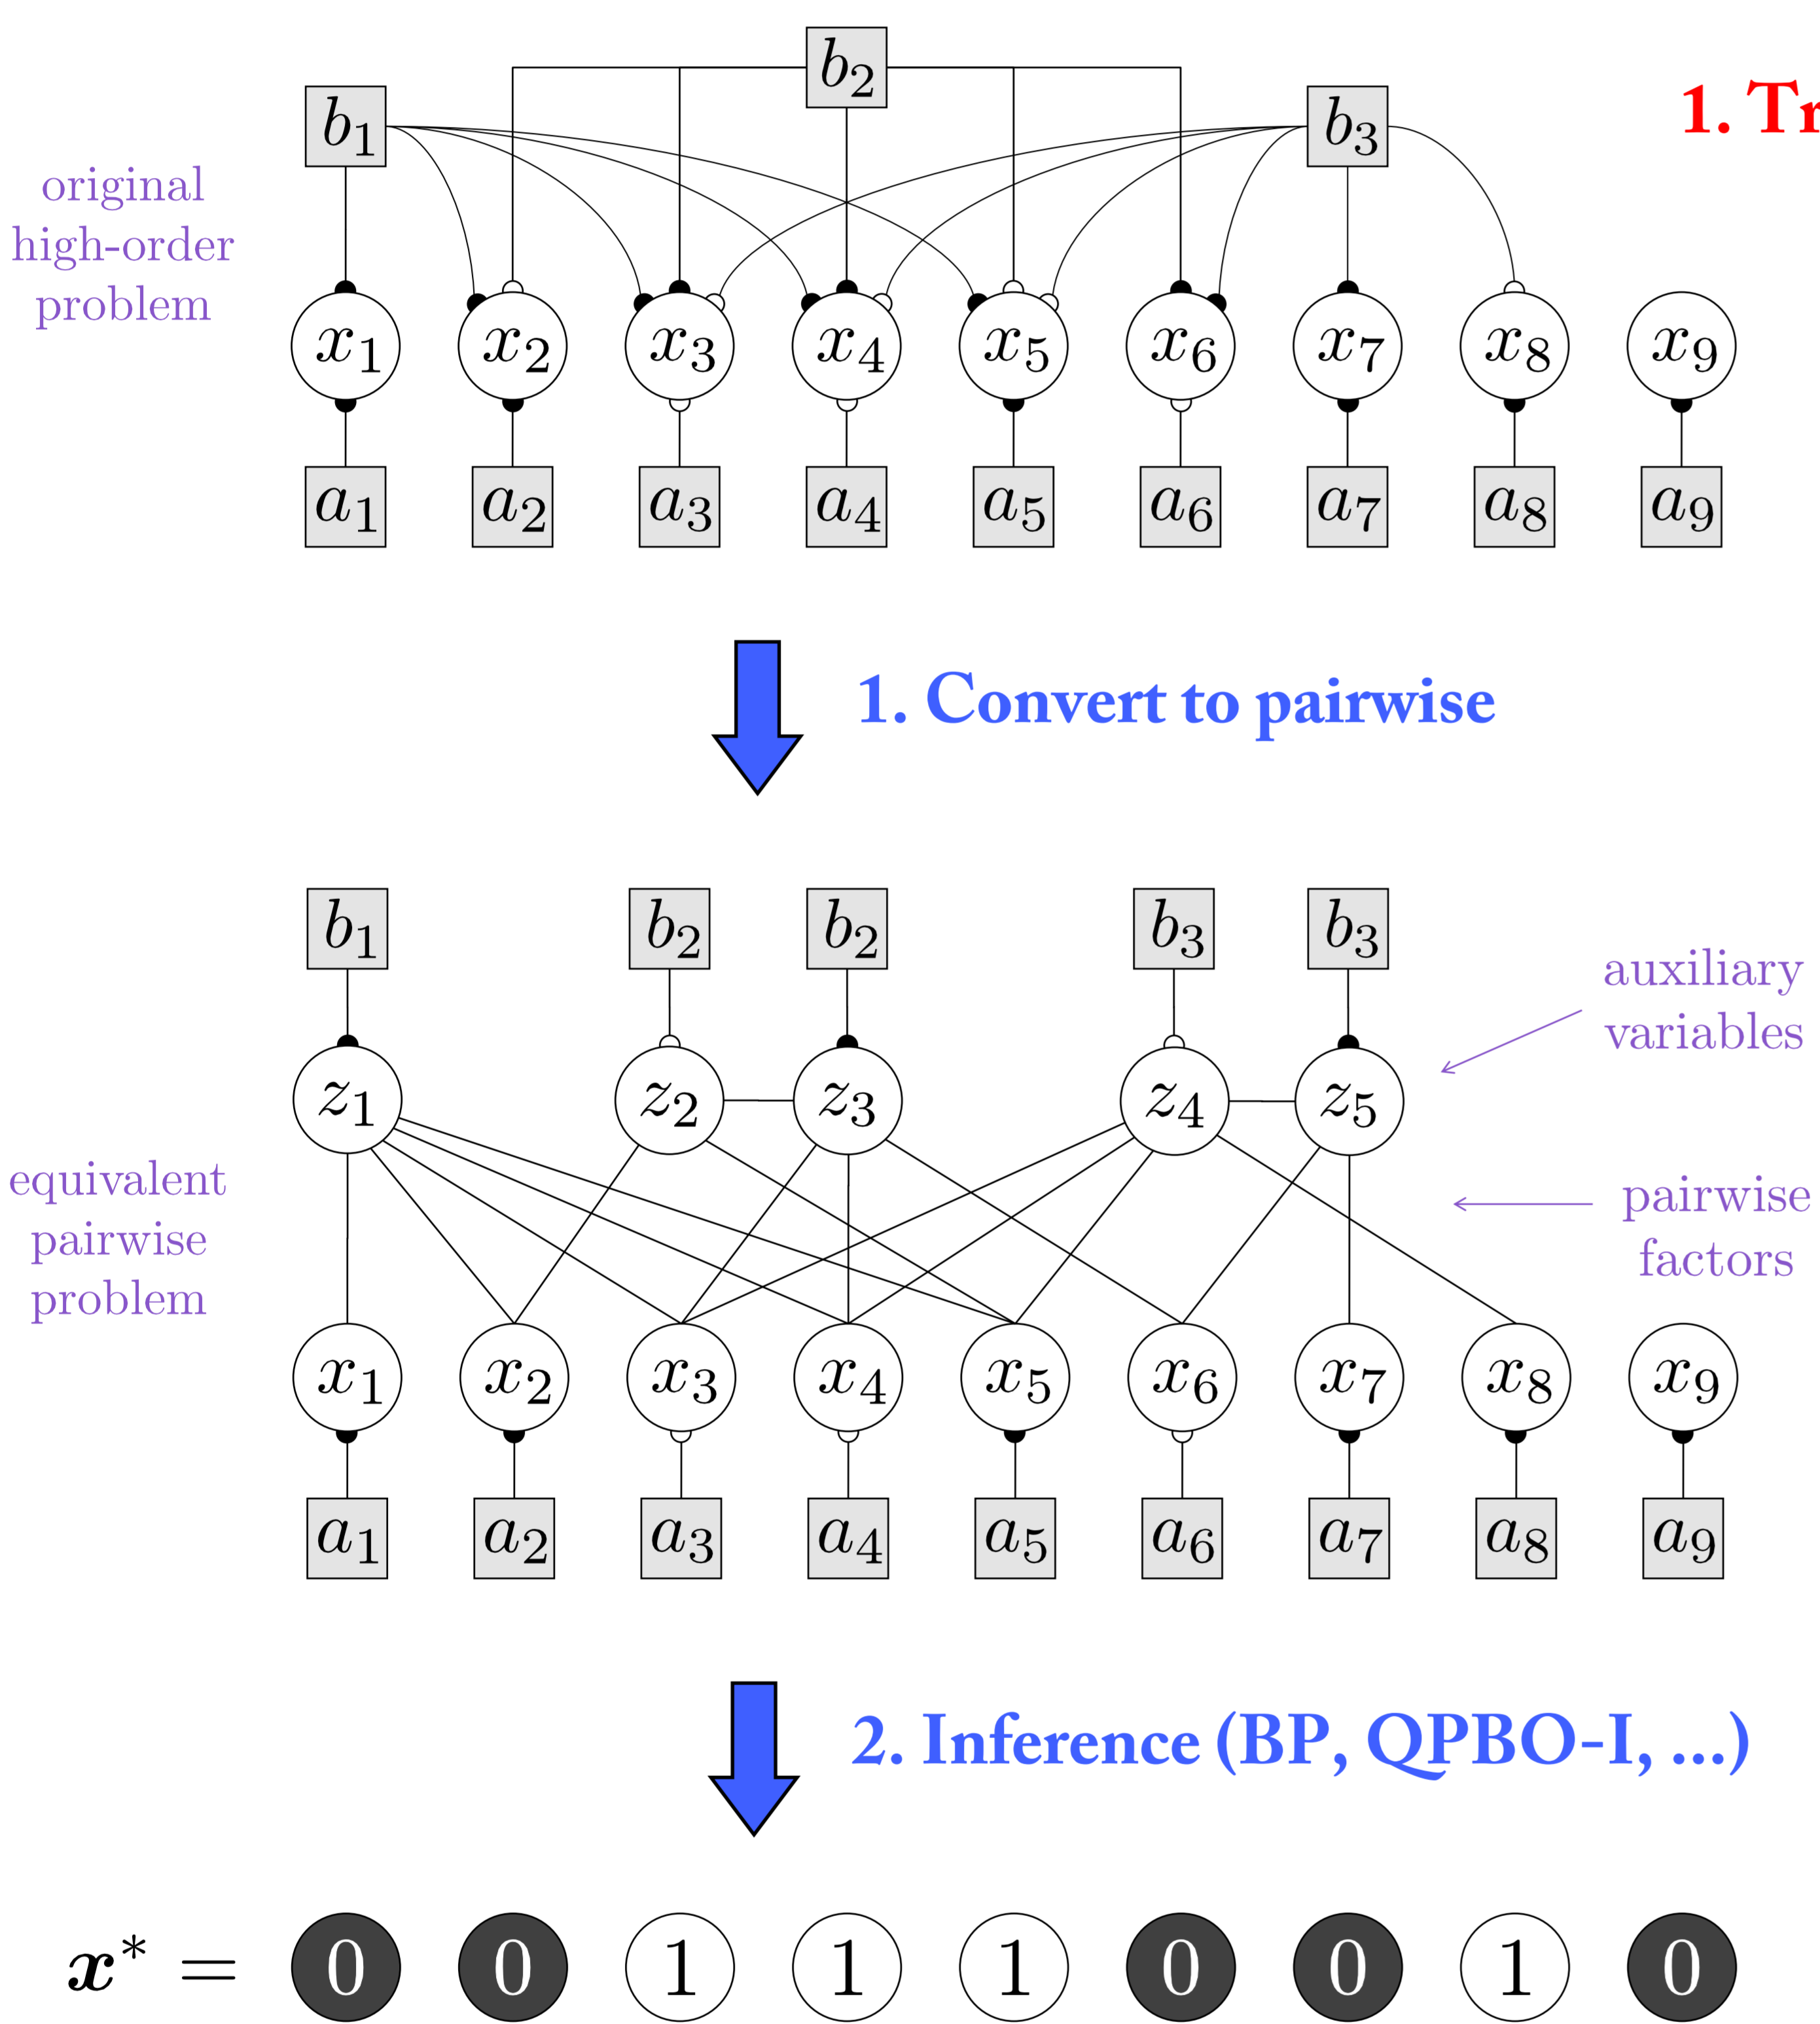 b₂
b₁
b₃
1. Tr
original
high-order
problem
x₁ x₂ x₃ x₄ x₅ x₆ x₇ x₈ x₉
a₁ a₂ a₃ a₄ a₅ a₆ a₇ a₈ a₉
1. Convert to pairwise
b₁ b₂ b₂ b₃ b₃
auxiliary
variables
z₁ z₂ z₃ z₄ z₅
equivalent
pairwise
problem
pairwise
factors
x₁ x₂ x₃ x₄ x₅ x₆ x₇ x₈ x₉
a₁ a₂ a₃ a₄ a₅ a₆ a₇ a₈ a₉
2. Inference (BP, QPBO-I, ...)
x* = 0 0 1 1 1 0 0 1 0